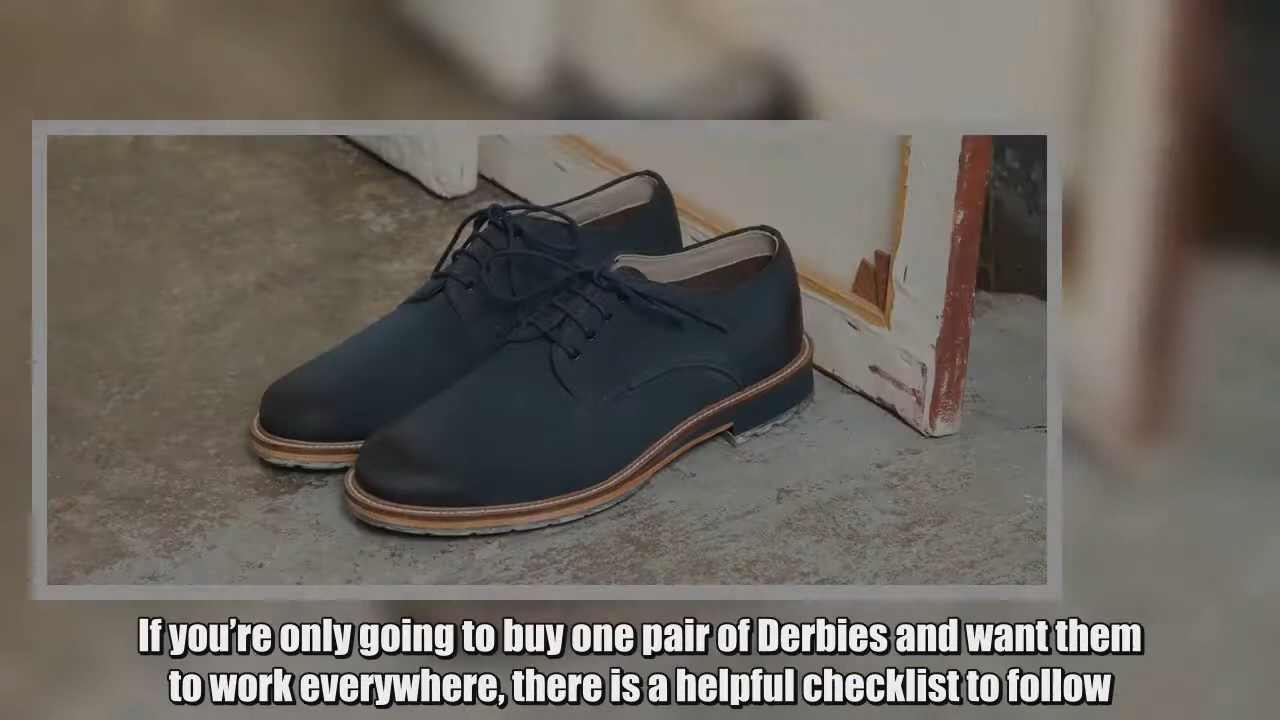 If you’re only going to buy one pair of Derbies and want them
to work everywhere, there is a helpful checklist to follow